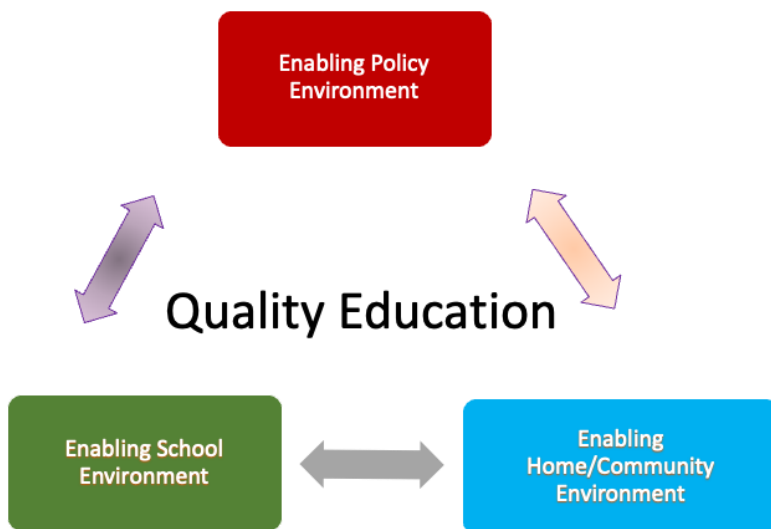 Enabling Policy
Environment
Quality Education
Enabling School
Environment
Enabling
Home/Community
Environment